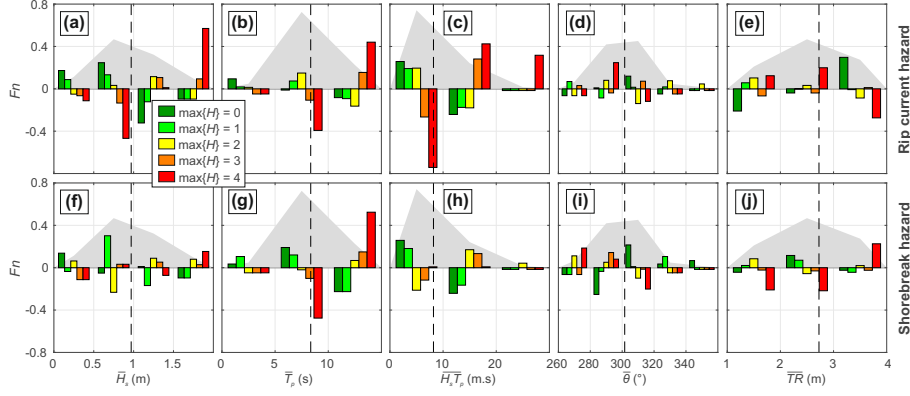 (a) (b) (c) (d) (e)
0.8
0.4
0
-0.4
Fn
Rip current hazard
max{H} = 0
max{H} = 1
max{H} = 2
max{H} = 3
max{H} = 4
(f) (g) (h) (i) (j)
0.8
0.4
0
-0.4
-0.8
Fn
Shorebreak hazard
0 0.5 1 1.5 0 5 10 0 10 20 30 260 280 300 320 340 1 2 3 4
H̅s (m) T̅p (s) H̅s̅T̅p̅ (m.s) θ̅ (°) T̅R̅ (m)